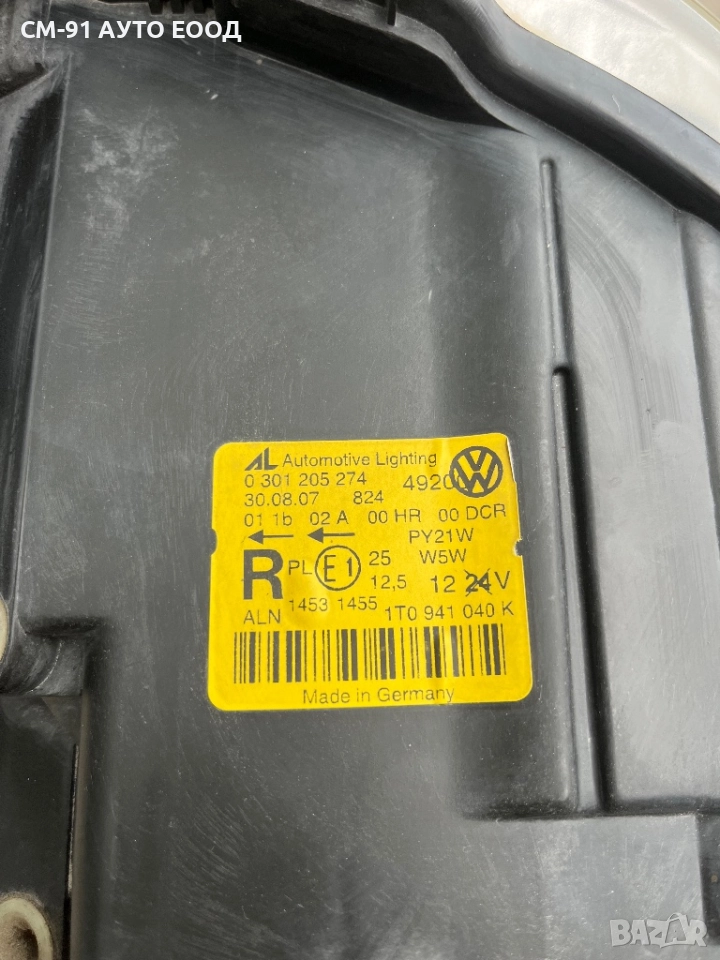 СМ-91 АУТО ЕООД
AL Automotive Lighting
0 301 205 274
30.08.07 824
01 1b 02 A 00 HR 00 DCR
PY21W
R PL E1 25 W5W
12,5 12 24 V
ALN 1453 1455 1T0 941 040 K
Made in Germany
BAZAR